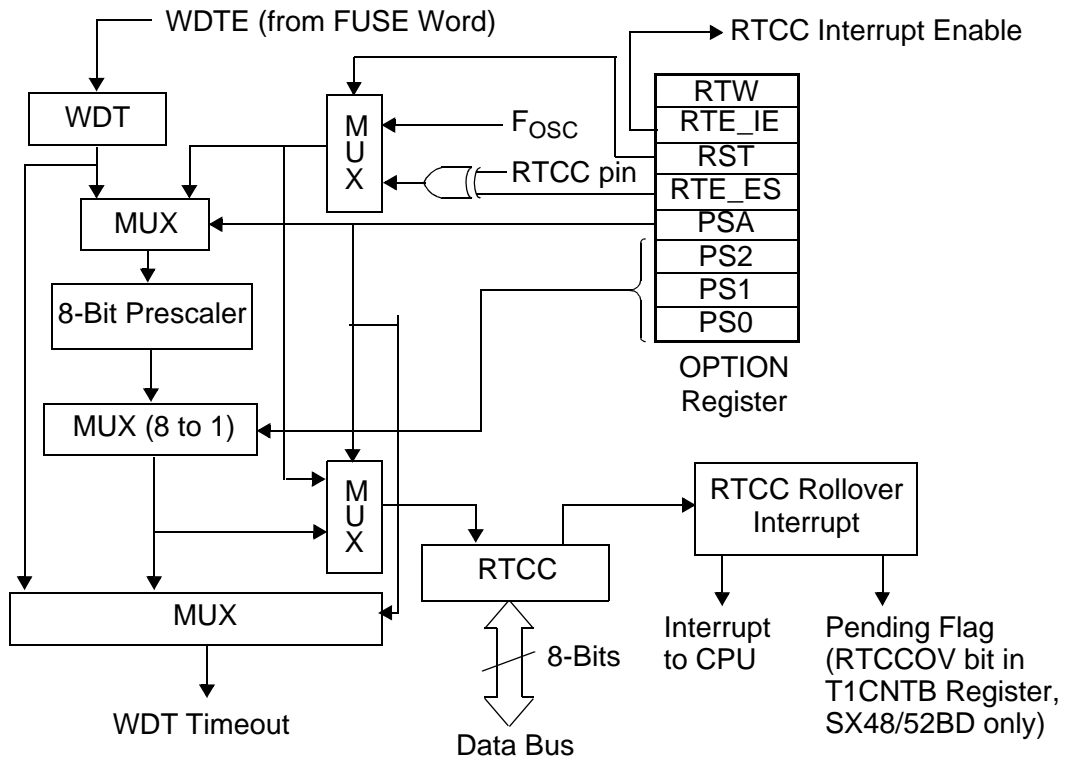 WDTE (from FUSE Word)
RTCC Interrupt Enable
WDT
MUX
FOSC
RTCC pin
RTW
RTE_IE
RST
RTE_ES
PSA
PS2
PS1
PS0
OPTION
Register
MUX
8-Bit Prescaler
MUX (8 to 1)
MUX
RTCC Rollover
Interrupt
RTCC
MUX
8-Bits
Interrupt
to CPU
Pending Flag
(RTCCOV bit in
T1CNTB Register,
SX48/52BD only)
WDT Timeout
Data Bus